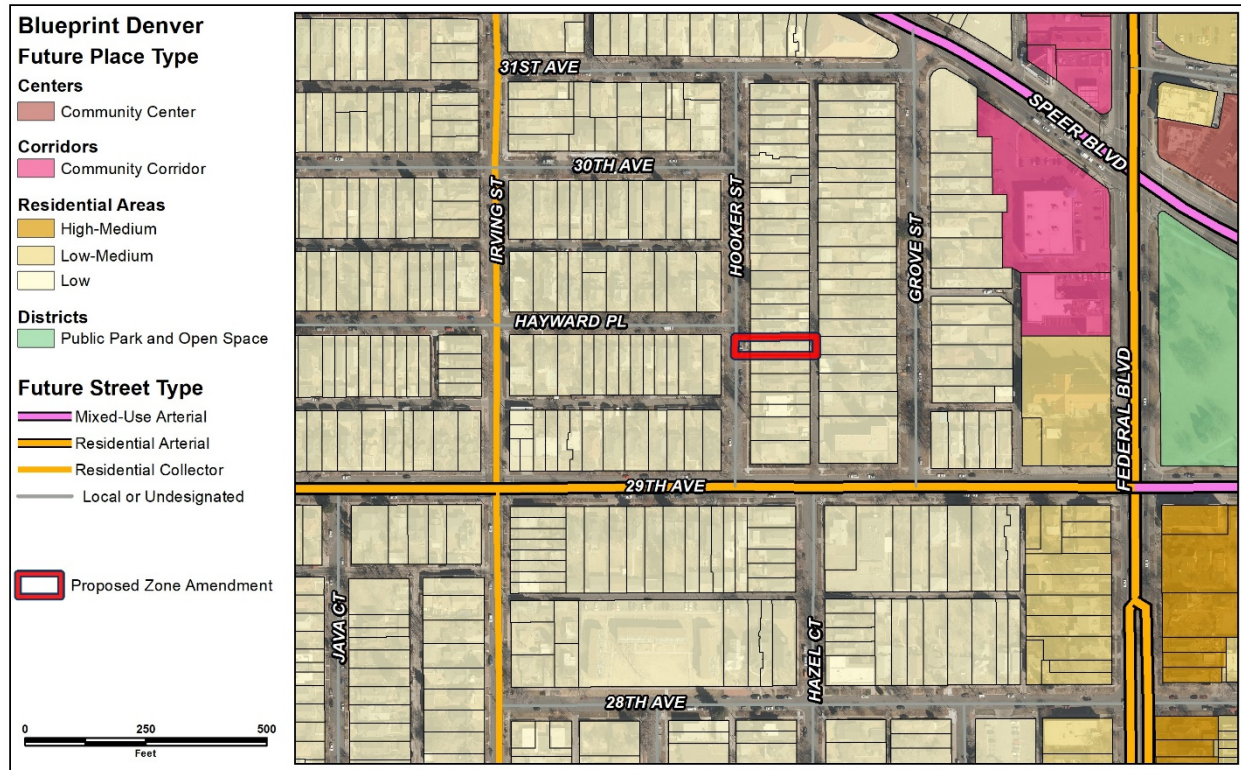 Blueprint Denver
Future Place Type
Centers
Community Center
Corridors
Community Corridor
Residential Areas
High-Medium
Low-Medium
Low
Districts
Public Park and Open Space
Future Street Type
Mixed-Use Arterial
Residential Arterial
Residential Collector
Local or Undesignated
Proposed Zone Amendment
0 250 500
Feet
31ST AVE
SPEER BLVD
30TH AVE
IRVING ST
HOOKER ST
GROVE ST
HAYWARD PL
FEDERAL BLVD
29TH AVE
JAVA CT
HAZEL CT
28TH AVE